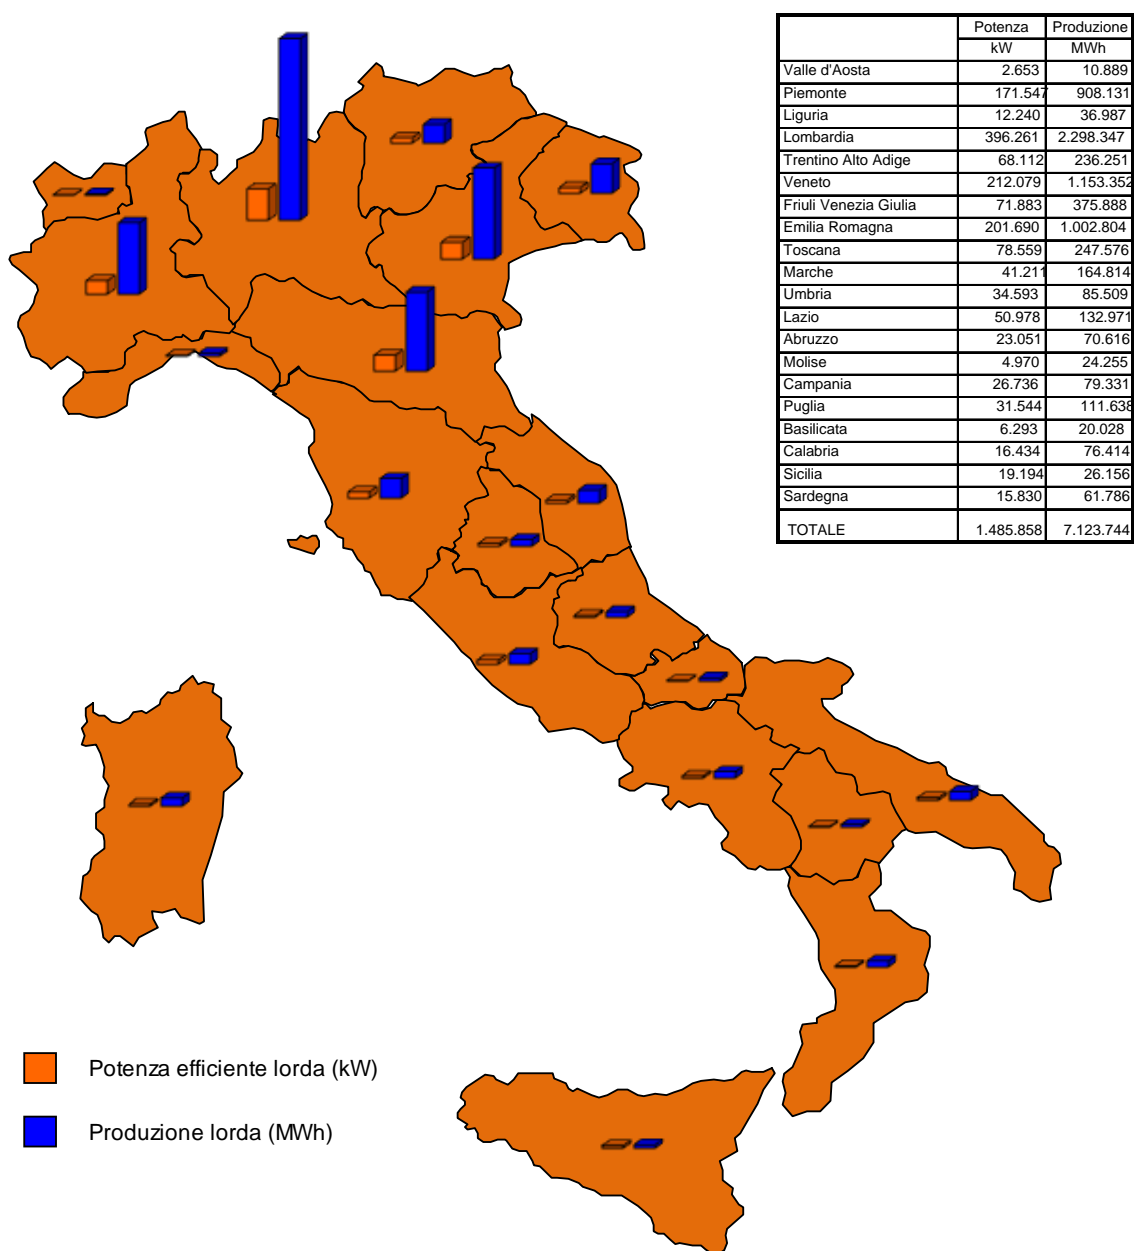 Potenza Produzione
kW MWh
Valle d'Aosta 2.653 10.889
Piemonte 171.547 908.131
Liguria 12.240 36.987
Lombardia 396.261 2.298.347
Trentino Alto Adige 68.112 236.251
Veneto 212.079 1.153.352
Friuli Venezia Giulia 71.883 375.888
Emilia Romagna 201.690 1.002.804
Toscana 78.559 247.576
Marche 41.211 164.814
Umbria 34.593 85.509
Lazio 50.978 132.971
Abruzzo 23.051 70.616
Molise 4.970 24.255
Campania 26.736 79.331
Puglia 31.544 111.638
Basilicata 6.293 20.028
Calabria 16.434 76.414
Sicilia 19.194 26.156
Sardegna 15.830 61.786
TOTALE 1.485.858 7.123.744
Potenza efficiente lorda (kW)
Produzione lorda (MWh)